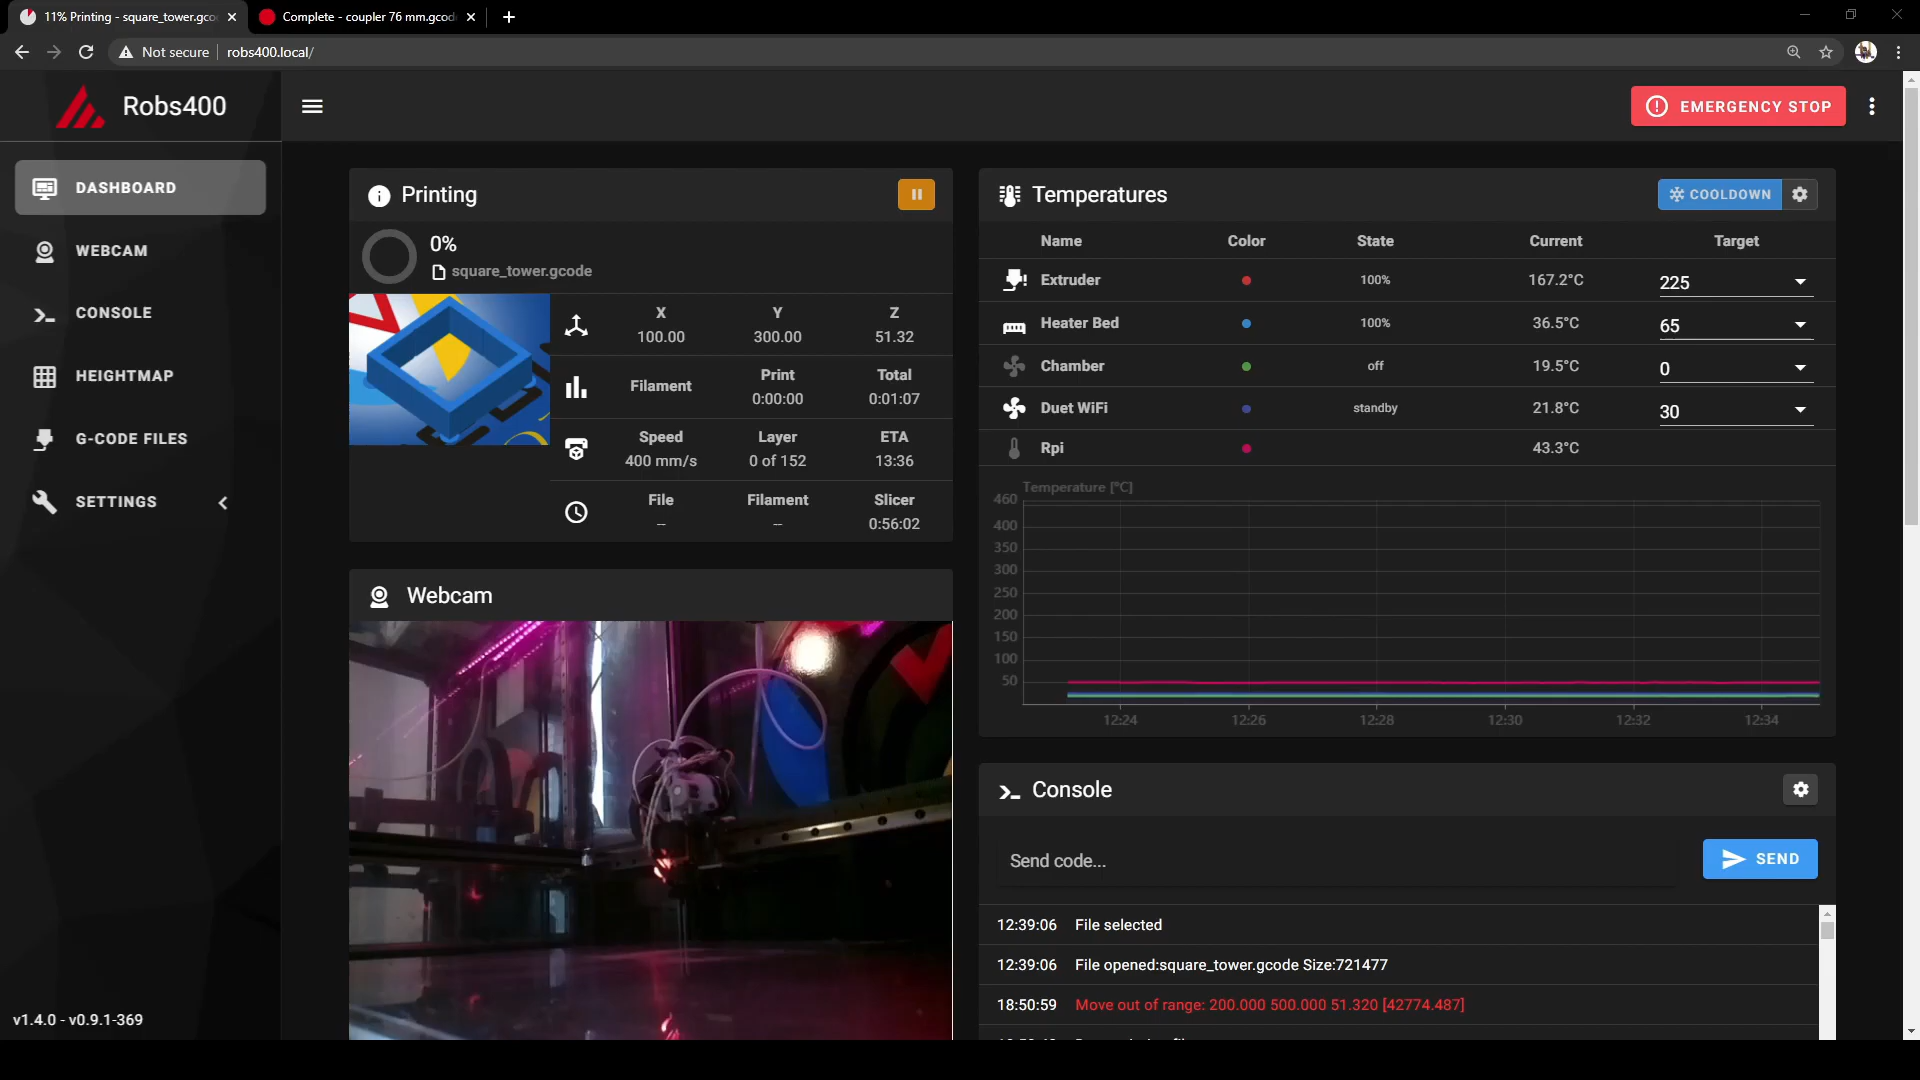 11% Printing - square_tower.gco
Complete - coupler 76 mm.gcod
Not secure
robs400.local/
Robs400
EMERGENCY STOP
DASHBOARD
WEBCAM
CONSOLE
HEIGHTMAP
G-CODE FILES
SETTINGS
v1.4.0 - v0.9.1-369
Printing
0%
square_tower.gcode
X Y Z
100.00 300.00 51.32
Filament Print Total
0:00:00 0:01:07
Speed Layer ETA
400 mm/s 0 of 152 13:36
File Filament Slicer
-- -- 0:56:02
Webcam
Temperatures
COOLDOWN
Name Color State Current Target
Extruder 100% 167.2°C 225
Heater Bed 100% 36.5°C 65
Chamber off 19.5°C 0
Duet WiFi standby 21.8°C 30
Rpi 43.3°C
Temperature [°C]
460
400
350
300
250
200
150
100
50
12:24 12:26 12:28 12:30 12:32 12:34
Console
Send code...
SEND
12:39:06 File selected
12:39:06 File opened:square_tower.gcode Size:721477
18:50:59 Move out of range: 200.000 500.000 51.320 [42774.487]